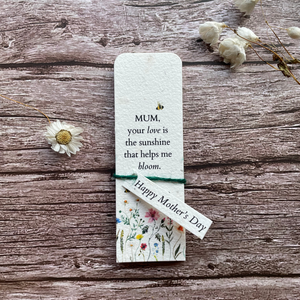 MUM,
your love is
the sunshine
that helps me
bloom.
Happy Mother's Day